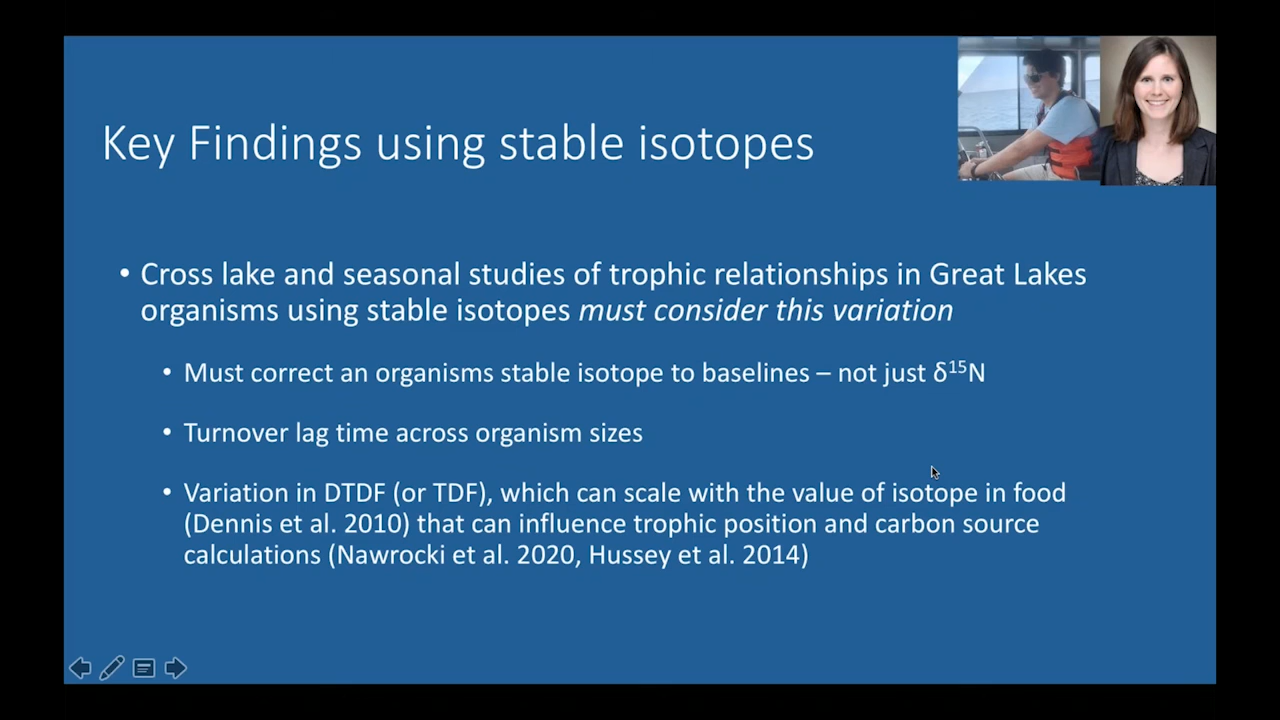 Key Findings using stable isotopes
• Cross lake and seasonal studies of trophic relationships in Great Lakes
organisms using stable isotopes must consider this variation
• Must correct an organisms stable isotope to baselines – not just δ¹⁵N
• Turnover lag time across organism sizes
• Variation in DTDF (or TDF), which can scale with the value of isotope in food
(Dennis et al. 2010) that can influence trophic position and carbon source
calculations (Nawrocki et al. 2020, Hussey et al. 2014)